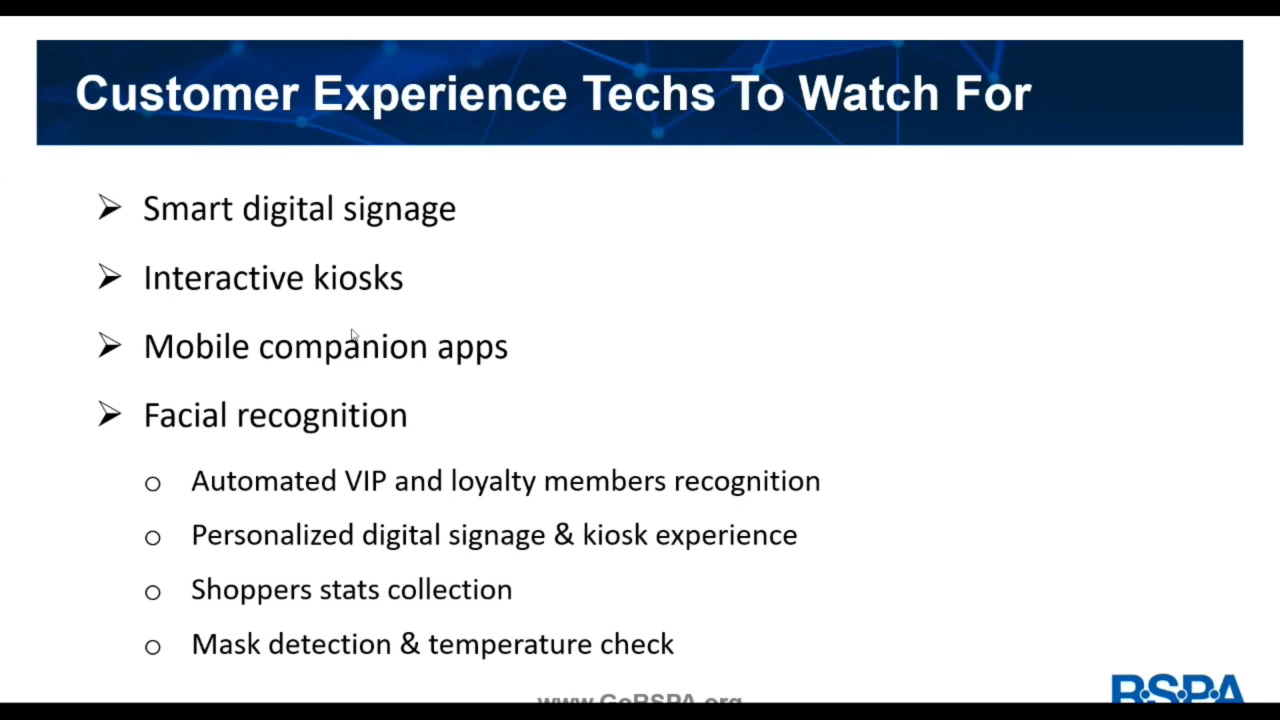 Customer Experience Techs To Watch For
Smart digital signage
Interactive kiosks
Mobile companion apps
Facial recognition
Automated VIP and loyalty members recognition
Personalized digital signage & kiosk experience
Shoppers stats collection
Mask detection & temperature check
www.GoRSPA.org
R·S·P·A